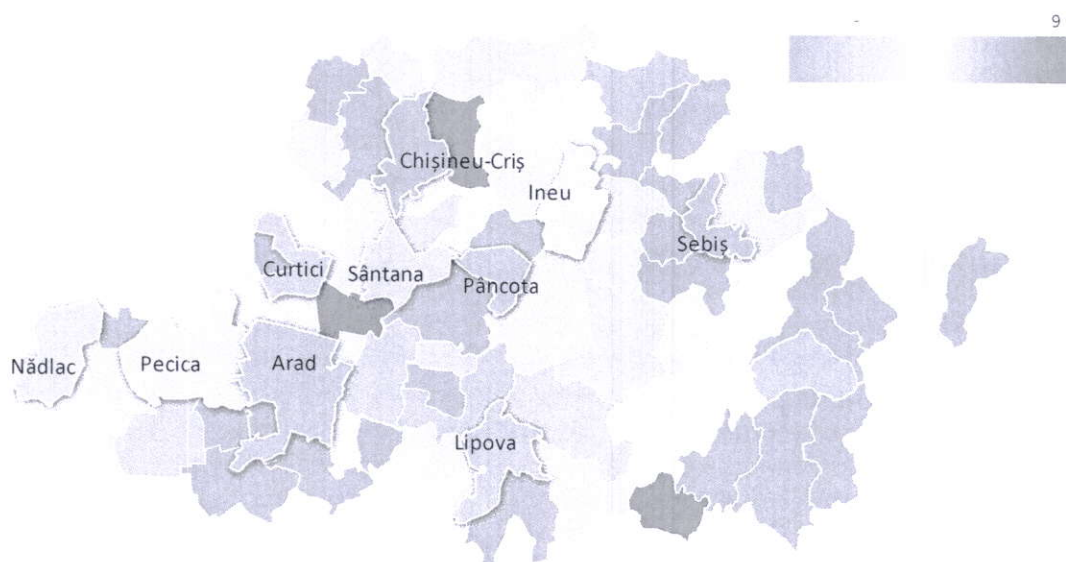 - 9
Chișineu-Criș
Ineu
Sebiș
Curtici
Sântana
Pâncota
Nădlac
Pecica
Arad
Lipova